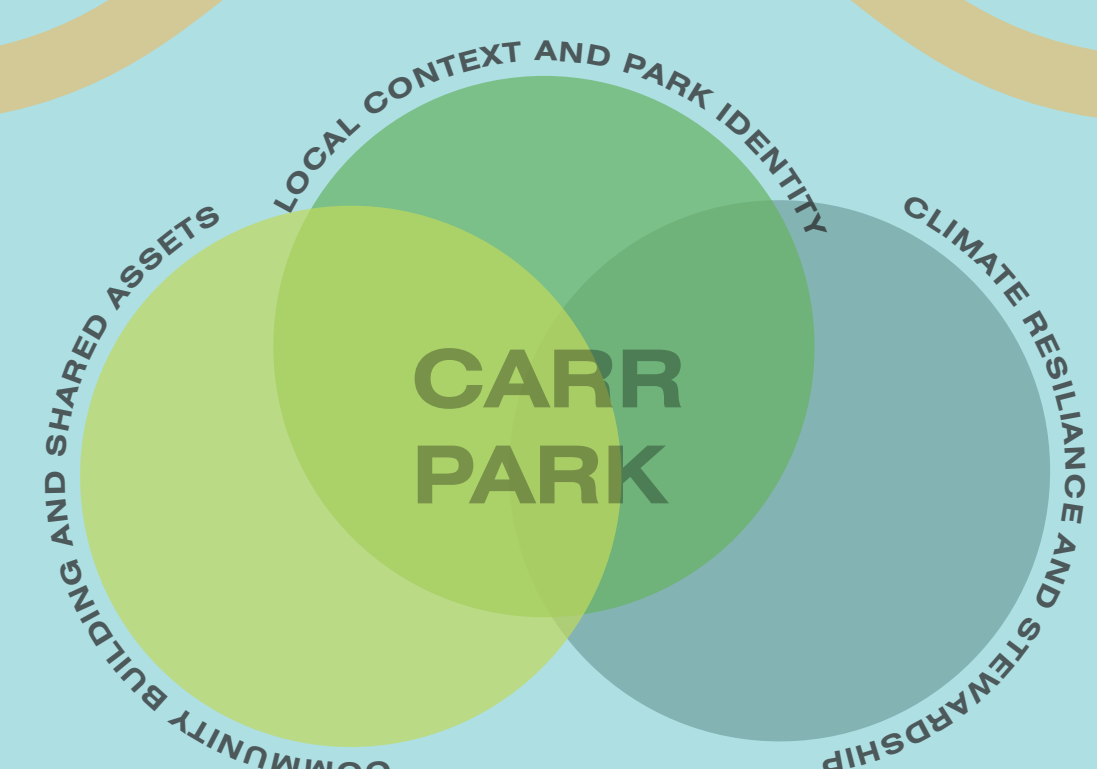 LOCAL CONTEXT AND PARK IDENTITY
COMMUNITY BUILDING AND SHARED ASSETS
CLIMATE RESILIANCE AND STEWARDSHIP
CARR
PARK